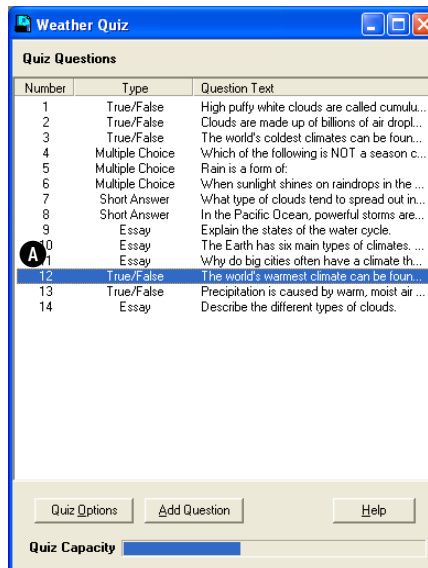 Weather Quiz
Quiz Questions
Number Type Question Text
1 True/False High puffy white clouds are called cumulu...
2 True/False Clouds are made up of billions of air dropl...
3 True/False The world's coldest climates can be foun...
4 Multiple Choice Which of the following is NOT a season c...
5 Multiple Choice Rain is a form of:
6 Multiple Choice When sunlight shines on raindrops in the ...
7 Short Answer What type of clouds tend to spread out in...
8 Short Answer In the Pacific Ocean, powerful storms are...
9 Essay Explain the states of the water cycle.
10 Essay The Earth has six main types of climates. ...
A
11 Essay Why do big cities often have a climate th...
12 True/False The world's warmest climate can be foun...
13 True/False Precipitation is caused by warm, moist air ...
14 Essay Describe the different types of clouds.
Quiz Options Add Question Help
Quiz Capacity